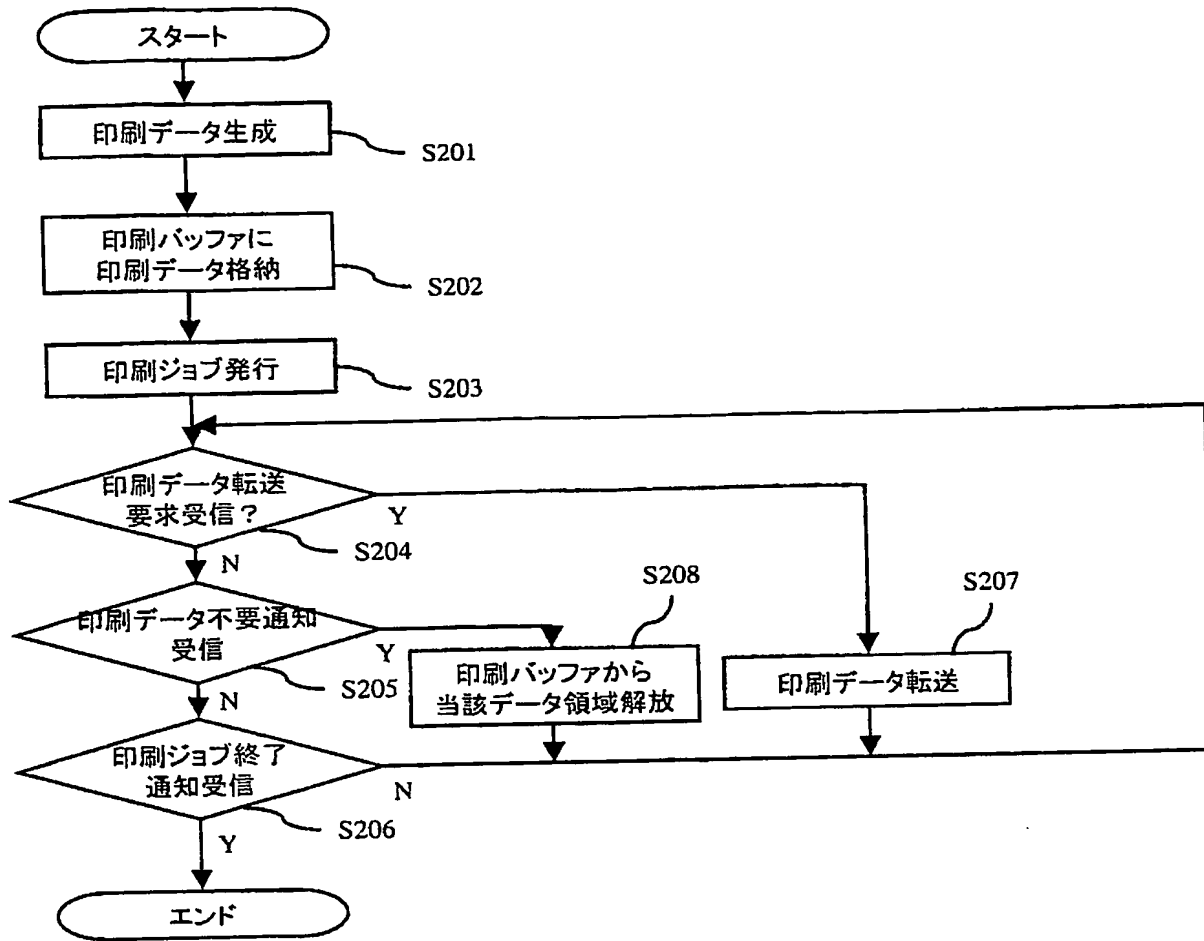 スタート
印刷データ生成
S201
印刷バッファに
印刷データ格納
S202
印刷ジョブ発行
S203
印刷データ転送
要求受信？
Y
S204
N
S208
S207
印刷データ不要通知
受信
Y
S205
N
印刷バッファから
当該データ領域解放
印刷データ転送
印刷ジョブ終了
通知受信
N
S206
Y
エンド